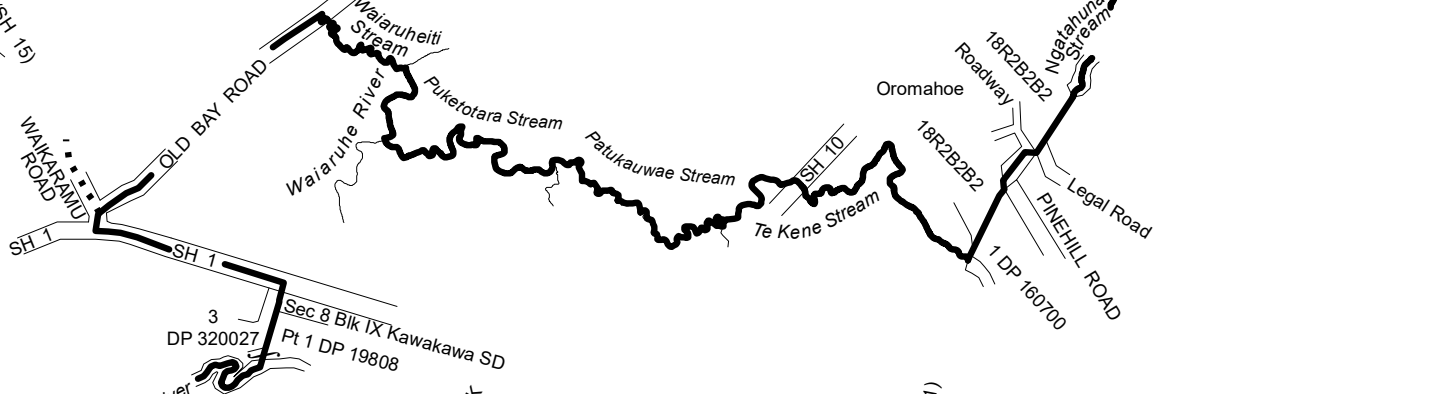 SH 15)
Waiaruheiti
Stream
Ngatahuna
Stream
18R2B2B2
Roadway
OLD BAY ROAD
Waiaruhe River
Puketotara Stream
Oromahoe
WAIKARAMU
ROAD
Patukauwae Stream
SH 10
18R2B2B2
Legal Road
Te Kene Stream
PINEHILL ROAD
SH 1
SH 1
1 DP 160700
3
DP 320027
Sec 8 Blk IX Kawakawa SD
Pt 1 DP 19808